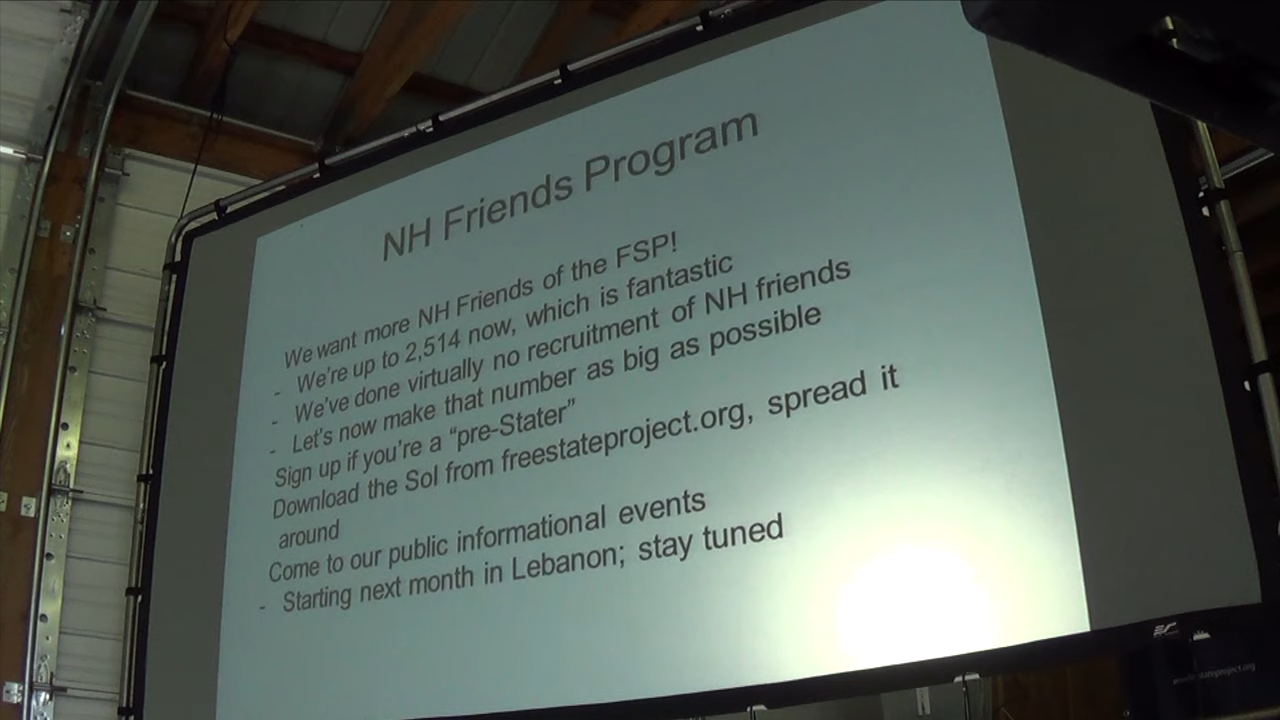 NH Friends Program
We want more NH Friends of the FSP!
- We're up to 2,514 now, which is fantastic
- We've done virtually no recruitment of NH friends
- Let's now make that number as big as possible
Sign up if you're a “pre-Stater”
Download the SoI from freestateproject.org, spread it
around
Come to our public informational events
- Starting next month in Lebanon; stay tuned